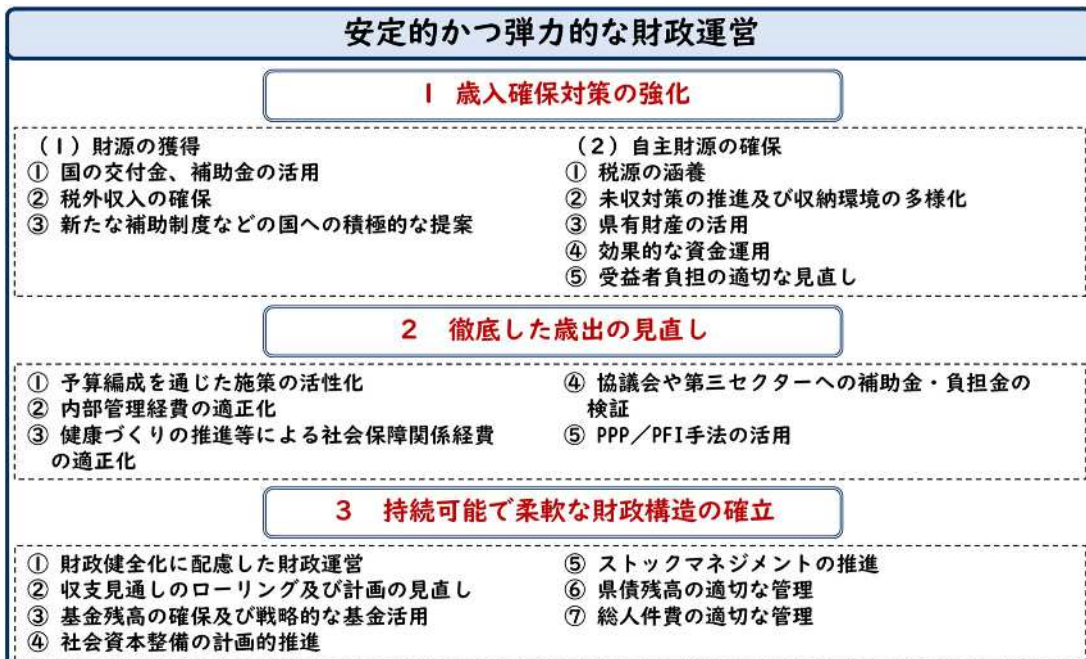 安定的かつ弾力的な財政運営
1 歳入確保対策の強化
（1）財源の獲得
① 国の交付金、補助金の活用
② 税外収入の確保
③ 新たな補助制度などの国への積極的な提案
（2）自主財源の確保
① 税源の涵養
② 未収対策の推進及び収納環境の多様化
③ 県有財産の活用
④ 効果的な資金運用
⑤ 受益者負担の適切な見直し
2 徹底した歳出の見直し
① 予算編成を通じた施策の活性化
② 内部管理経費の適正化
③ 健康づくりの推進等による社会保障関係経費
の適正化
④ 協議会や第三セクターへの補助金・負担金の
検証
⑤ PPP／PFI手法の活用
3 持続可能で柔軟な財政構造の確立
① 財政健全化に配慮した財政運営
② 収支見通しのローリング及び計画の見直し
③ 基金残高の確保及び戦略的な基金活用
④ 社会資本整備の計画的推進
⑤ ストックマネジメントの推進
⑥ 県債残高の適切な管理
⑦ 総人件費の適切な管理